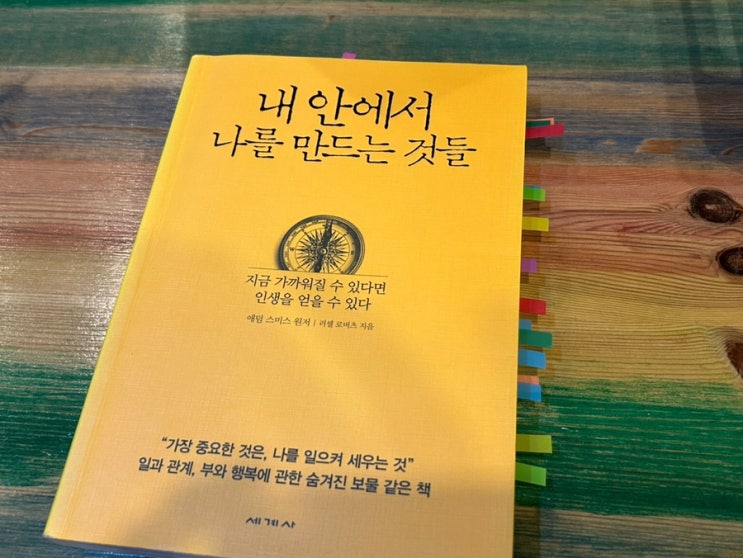 내 안에서
나를 만드는 것들
지금 가까워질 수 있다면
인생을 얻을 수 있다
애덤 스미스 원저 | 러셀 로버츠 지음
“가장 중요한 것은, 나를 일으켜 세우는 것”
일과 관계, 부와 행복에 관한 숨겨진 보물 같은 책
세계사